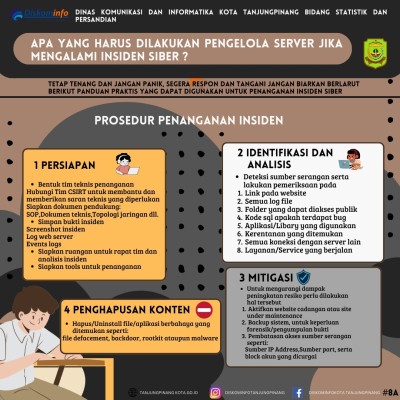 Diskominfo
DINAS KOMUNIKASI DAN INFORMATIKA KOTA TANJUNGPINANG BIDANG STATISTIK DAN
PERSANDIAN
APA YANG HARUS DILAKUKAN PENGELOLA SERVER JIKA
MENGALAMI INSIDEN SIBER ?
TETAP TENANG DAN JANGAN PANIK, SEGERA RESPON DAN TANGANI JANGAN BIARKAN BERLARUT
BERIKUT PANDUAN PRAKTIS YANG DAPAT DIGUNAKAN UNTUK PENANGANAN INSIDEN SIBER
PROSEDUR PENANGANAN INSIDEN
1 PERSIAPAN
• Bentuk tim teknis penanganan
Hubungi Tim CSIRT untuk membantu dan
memberikan saran teknis yang diperlukan
Siapkan dokumen pendukung:
SOP,Dokumen teknis,Topologi jaringan dll.
• Simpan bukti insiden
Screenshot insiden
Log web server
Events logs
• Siapkan ruangan untuk rapat tim dan
analisis insiden
• Siapkan tools untuk penanganan
2 IDENTIFIKASI DAN
ANALISIS
• Deteksi sumber serangan serta
lakukan pemeriksaan pada
1. Link pada website
2. Semua log file
3. Folder yang dapat diakses publik
4. Kode sql apakah terdapat bug
5. Aplikasi/Libary yang digunakan
6. Kerentanan yang ditemukan
7. Semua koneksi dengan server lain
8. Layanan/Service yang berjalan
3 MITIGASI
• Untuk mengurangi dampak
peningkatan resiko perlu dilakukan
hal tersebut
1. Aktifkan website cadangan atau site
under maintenance
2. Backup sistem, untuk keperluan
forensik/pengumpulan bukti
3. Pembatasan akses sumber serangan
seperti:
Sumber IP Address,Sumber port, serta
block akun yang dicurgai
4 PENGHAPUSAN KONTEN
• Hapus/Uninstall file/aplikasi berbahaya yang
ditemukan seperti:
file defacement, backdoor, rootkit ataupun malware
TANJUNGPINANGKOTA.GO.ID
DISKOMINFOTANJUNGPINANG
DISKOMINFO TANJUNGPINANG
#8A